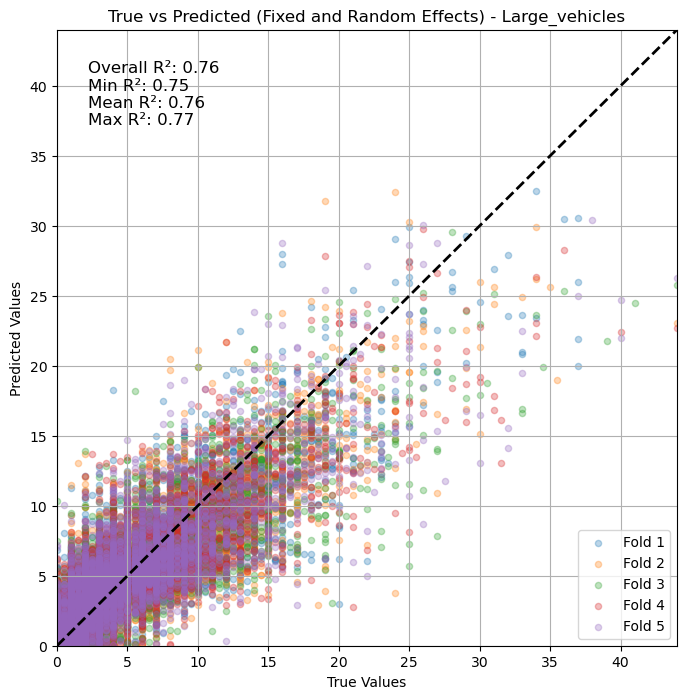 True vs Predicted (Fixed and Random Effects) - Large_vehicles
Overall R²: 0.76
Min R²: 0.75
Mean R²: 0.76
Max R²: 0.77
Predicted Values
40
35
30
25
20
15
10
5
0
0 5 10 15 20 25 30 35 40
True Values
Fold 1
Fold 2
Fold 3
Fold 4
Fold 5